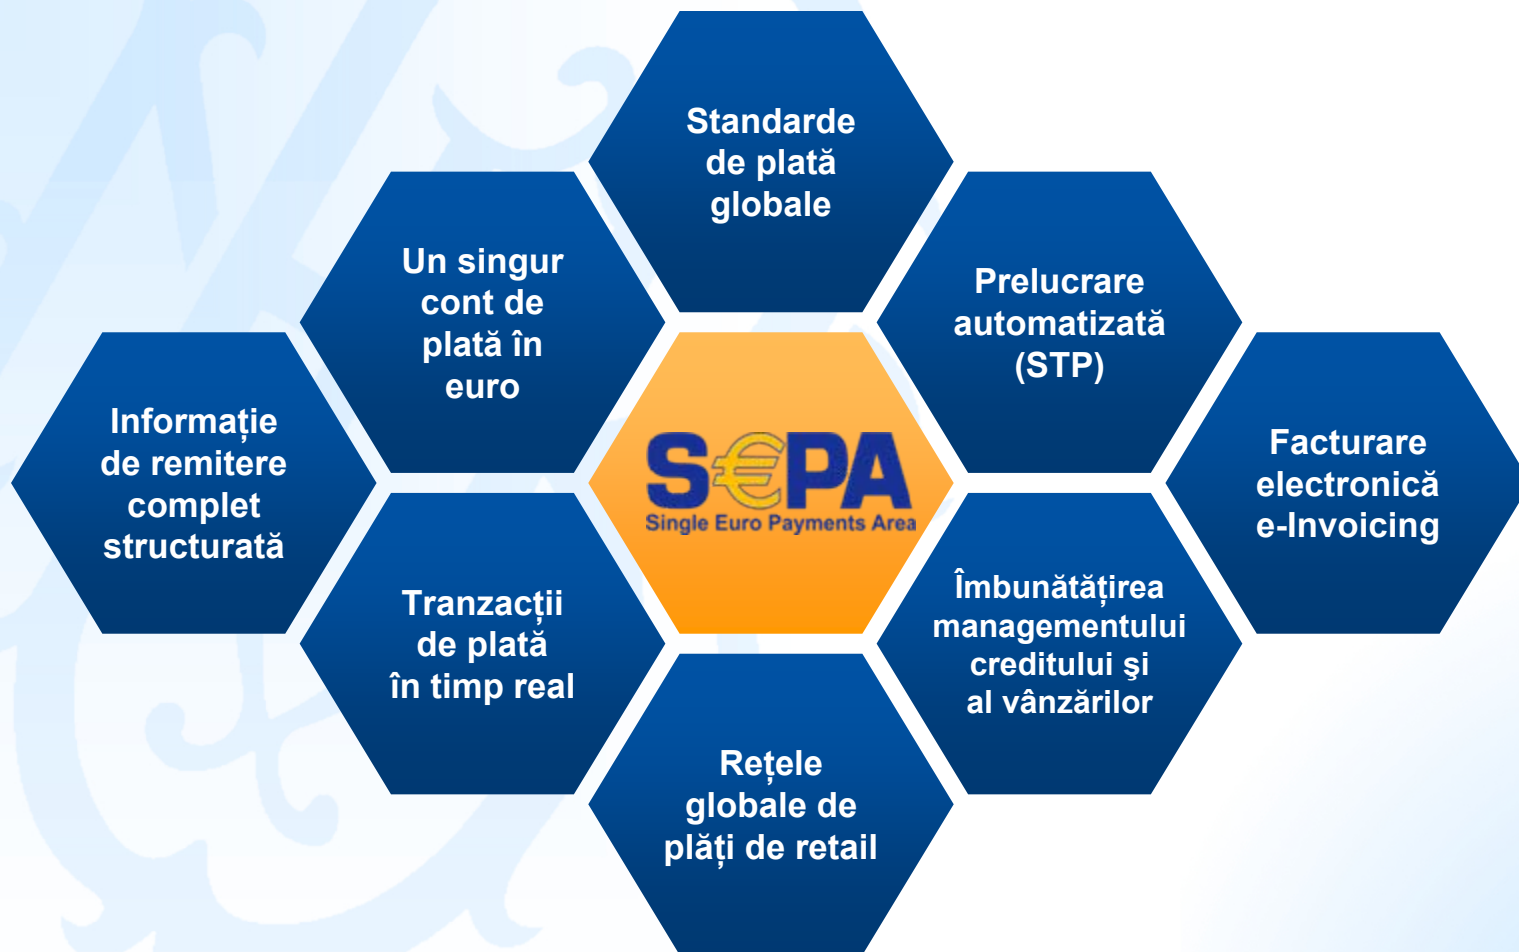 Standarde
de plată
globale
Un singur
cont de
plată în
euro
Prelucrare
automatizată
(STP)
Informație
de remitere
complet
structurată
S€PA
Single Euro Payments Area
Facturare
electronică
e-Invoicing
Tranzacții
de plată
în timp real
Îmbunătățirea
managementului
creditului şi
al vânzărilor
Rețele
globale de
plăți de retail